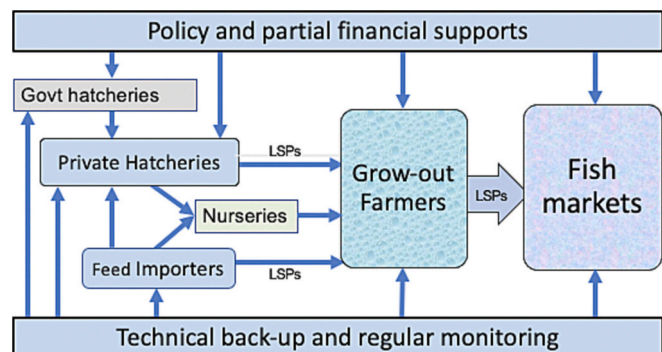 Policy and partial financial supports
Govt hatcheries
Private Hatcheries
LSPs
Grow-out
Farmers
LSPs
Fish
markets
Nurseries
Feed Importers
LSPs
Technical back-up and regular monitoring